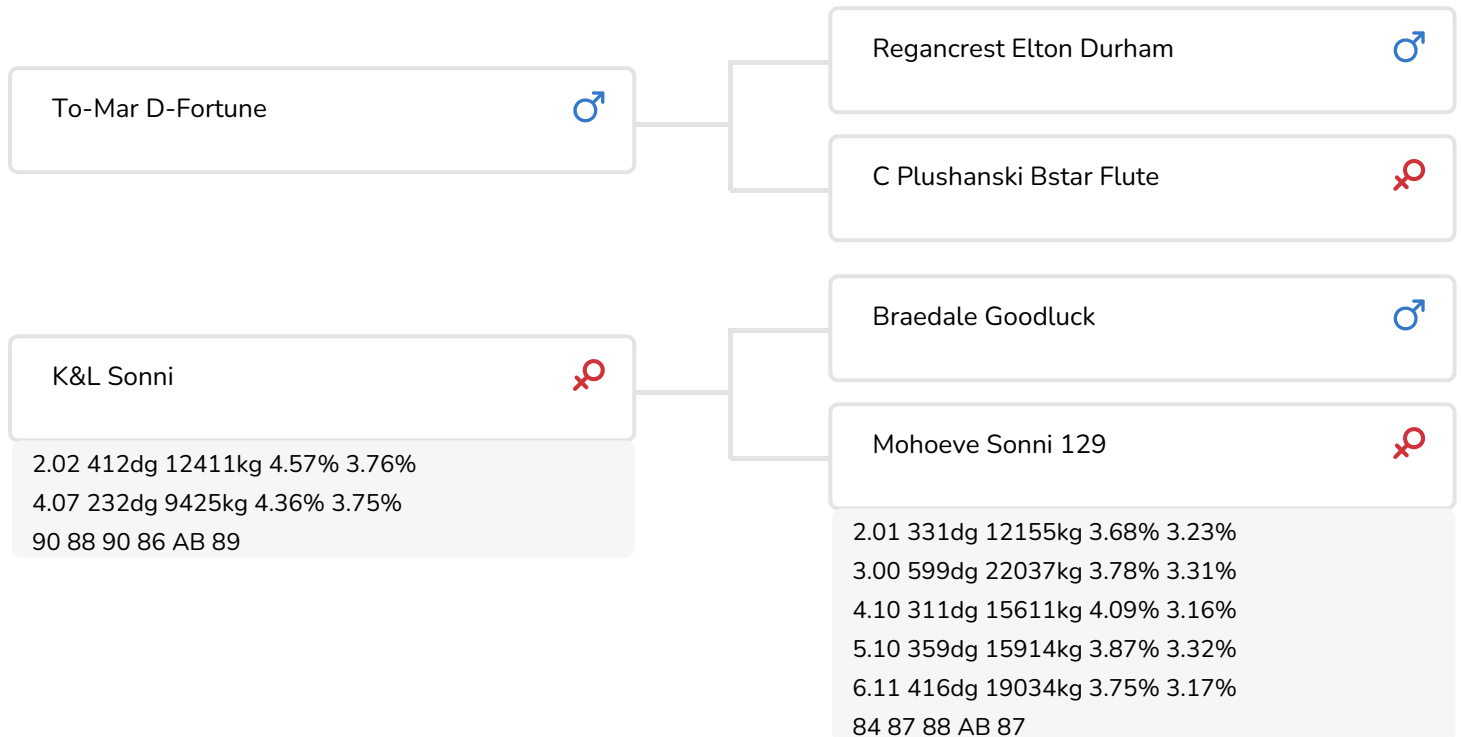 Regancrest Elton Durham
To-Mar D-Fortune
C Plushanski Bstar Flute
Braedale Goodluck
K&L Sonni
2.02 412dg 12411kg 4.57% 3.76%
4.07 232dg 9425kg 4.36% 3.75%
90 88 90 86 AB 89
Mohoeve Sonni 129
2.01 331dg 12155kg 3.68% 3.23%
3.00 599dg 22037kg 3.78% 3.31%
4.10 311dg 15611kg 4.09% 3.16%
5.10 359dg 15914kg 3.87% 3.32%
6.11 416dg 19034kg 3.75% 3.17%
84 87 88 AB 87